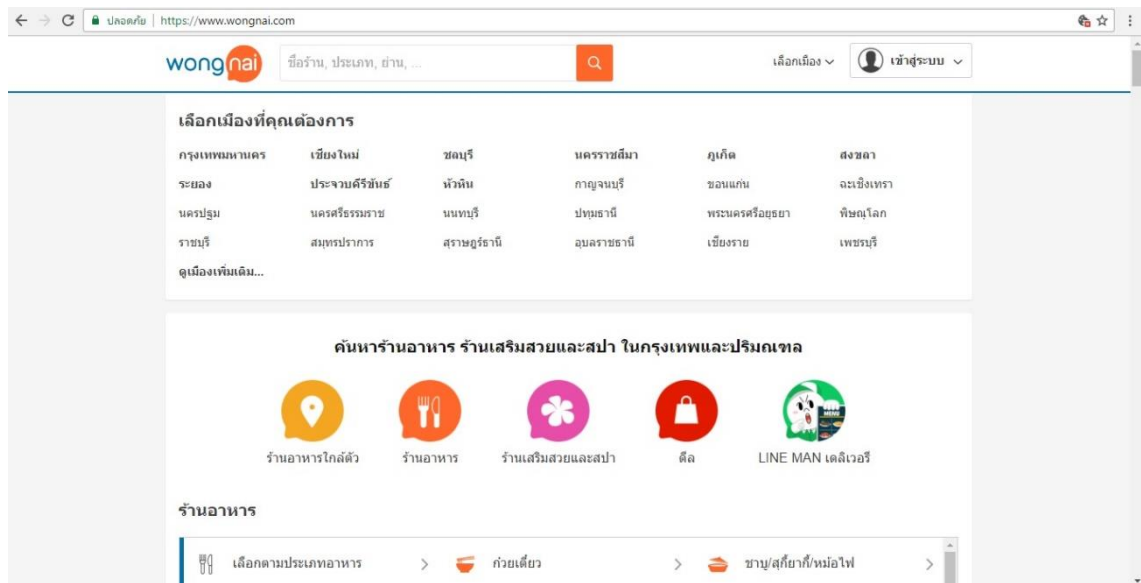 ปลอดภัย | https://www.wongnai.com
wongnai ชื่อร้าน, ประเภท, ย่าน, ... เลือกเมือง เข้าสู่ระบบ
เลือกเมืองที่คุณต้องการ
กรุงเทพมหานคร เชียงใหม่ ชลบุรี นครราชสีมา ภูเก็ต สงขลา
ระยอง ประจวบคีรีขันธ์ หัวหิน กาญจนบุรี ขอนแก่น ฉะเชิงเทรา
นครปฐม นครศรีธรรมราช นนทบุรี ปทุมธานี พระนครศรีอยุธยา พิษณุโลก
ราชบุรี สมุทรปราการ สุราษฎร์ธานี อุบลราชธานี เชียงราย เพชรบุรี
ดูเมืองเพิ่มเติม...
ค้นหาร้านอาหาร ร้านเสริมสวยและสปา ในกรุงเทพและปริมณฑล
MENU
ร้านอาหารใกล้ตัว ร้านอาหาร ร้านเสริมสวยและสปา ดีล LINE MAN เดลิเวอรี
ร้านอาหาร
เลือกตามประเภทอาหาร ก๋วยเตี๋ยว ชาบู/สุกี้ยากี้/หม้อไฟ